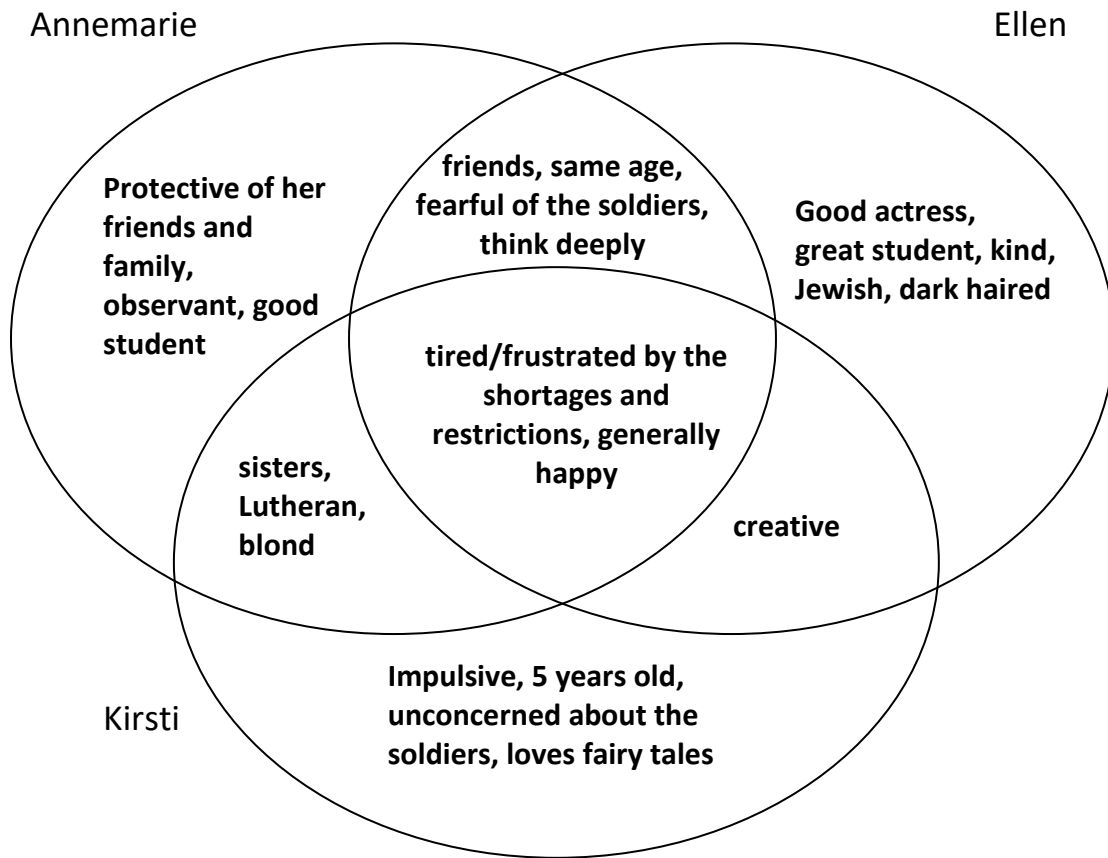 Annemarie
Ellen
Protective of her
friends and
family,
observant, good
student
friends, same age,
fearful of the soldiers,
think deeply
Good actress,
great student, kind,
Jewish, dark haired
tired/frustrated by the
shortages and
restrictions, generally
happy
sisters,
Lutheran,
blond
creative
Kirsti
Impulsive, 5 years old,
unconcerned about the
soldiers, loves fairy tales